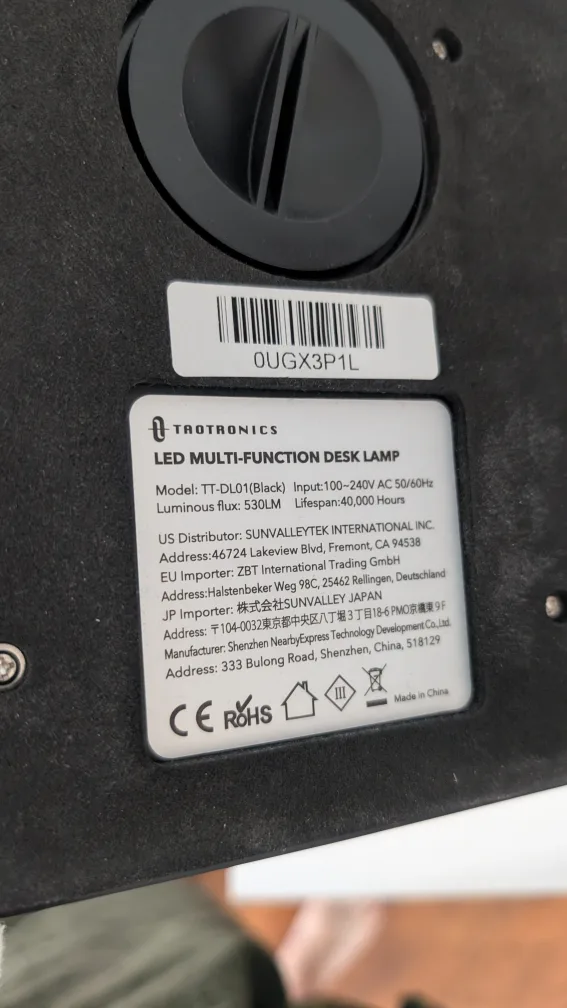 0UGX3P1L
TAOTRONICS
LED MULTI-FUNCTION DESK LAMP
Model: TT-DL01(Black) Input:100~240V AC 50/60Hz
Luminous flux: 530LM Lifespan:40,000 Hours
US Distributor: SUNVALLEYTEK INTERNATIONAL INC.
Address:46724 Lakeview Blvd, Fremont, CA 94538
EU Importer: ZBT International Trading GmbH
Address:Halstenbeker Weg 98C, 25462 Rellingen, Deutschland
JP Importer: 株式会社SUNVALLEY JAPAN
Address: 〒104-0032東京都中央区八丁堀3丁目18-6 PMO京橋東9F
Manufacturer: Shenzhen NearbyExpress Technology Development Co.,Ltd.
Address: 333 Bulong Road, Shenzhen, China, 518129
CE RoHS III Made in China